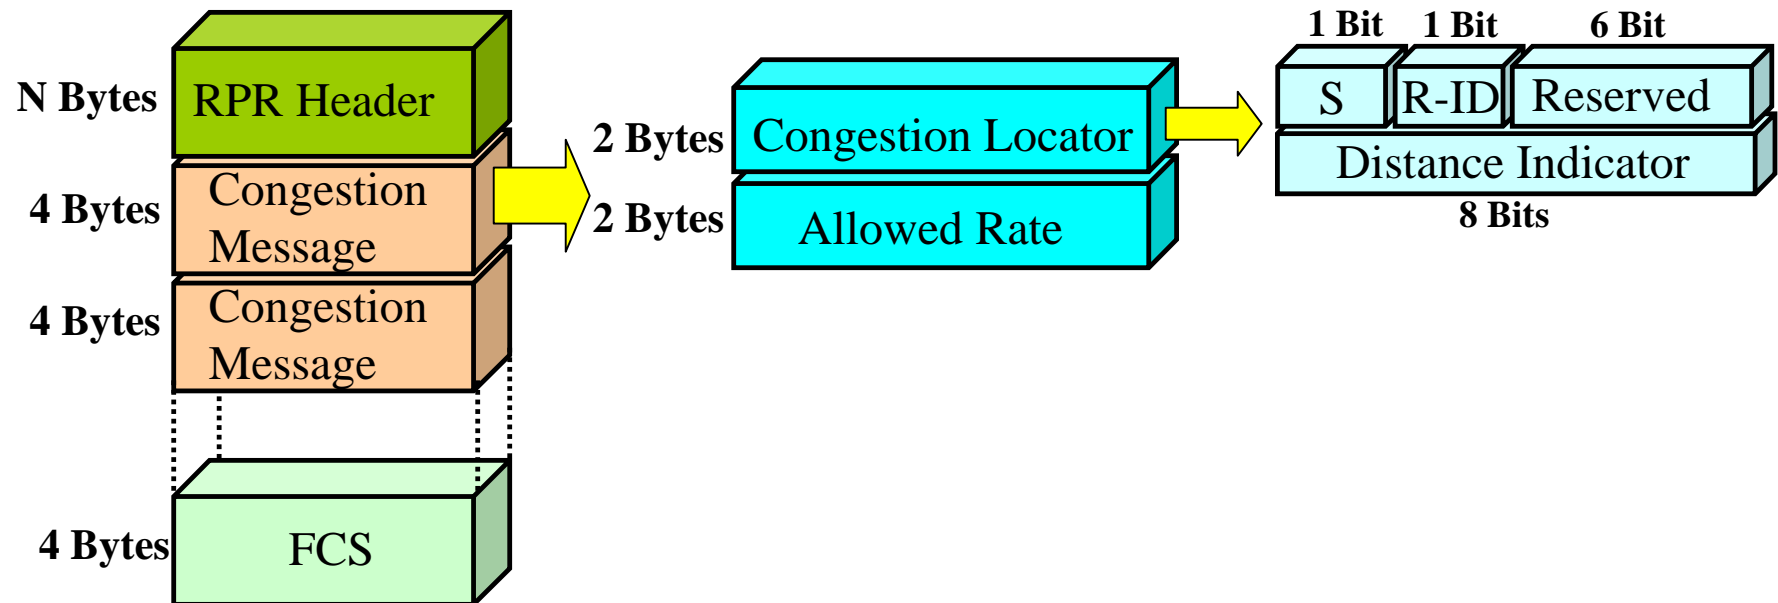 N Bytes
RPR Header
4 Bytes
Congestion
Message
4 Bytes
Congestion
Message
4 Bytes
FCS
2 Bytes
Congestion Locator
2 Bytes
Allowed Rate
1 Bit
1 Bit
6 Bit
S
R-ID
Reserved
Distance Indicator
8 Bits